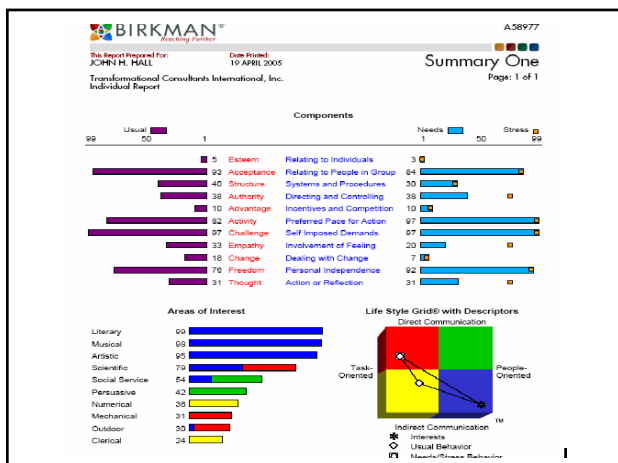 BIRKMAN®
Reaching Further
A58977
This Report Prepared For:
JOHN H. HALL
Date Printed:
19 APRIL 2005
Summary One
Page: 1 of 1
Transformational Consultants International, Inc.
Individual Report
Components
Usual
Needs
Stress
99 50 1
1 50 99
5 Esteem Relating to Individuals 3
93 Acceptance Relating to People in Group 84
Structure Systems and Procedures
38 Authority Directing and Controlling 38
10 Advantage Incentives and Competition 10
82 Activity Preferred Pace for Action 97
97 Challenge Self Imposed Demands 97
33 Empathy Involvement of Feeling 20
18 Change Dealing with Change 7
76 Freedom Personal Independence 92
31 Thought Action or Reflection 31
Areas of Interest
Literary 99
Musical 98
Artistic 95
Scientific 79
Social Service 54
Persuasive 42
Numerical
Mechanical 31
Outdoor
Clerical 24
Life Style Grid® with Descriptors
Direct Communication
Task-
Oriented
People-
Oriented
Indirect Communication
TM
Interests
Usual Behavior
Needs/Stress Behavior